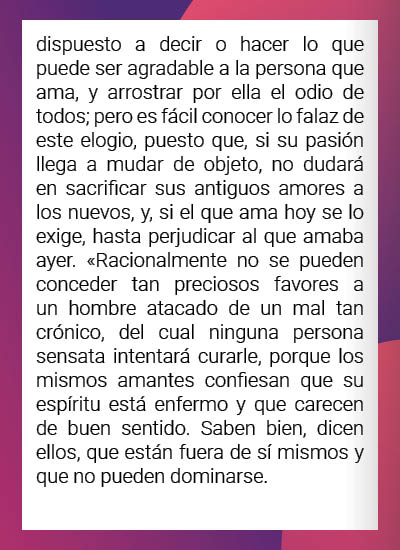 dispuesto a decir o hacer lo que
puede ser agradable a la persona que
ama, y arrostrar por ella el odio de
todos; pero es fácil conocer lo falaz de
este elogio, puesto que, si su pasión
llega a mudar de objeto, no dudará
en sacrificar sus antiguos amores a
los nuevos, y, si el que ama hoy se lo
exige, hasta perjudicar al que amaba
ayer. «Racionalmente no se pueden
conceder tan preciosos favores a
un hombre atacado de un mal tan
crónico, del cual ninguna persona
sensata intentará curarle, porque los
mismos amantes confiesan que su
espíritu está enfermo y que carecen
de buen sentido. Saben bien, dicen
ellos, que están fuera de sí mismos y
que no pueden dominarse.